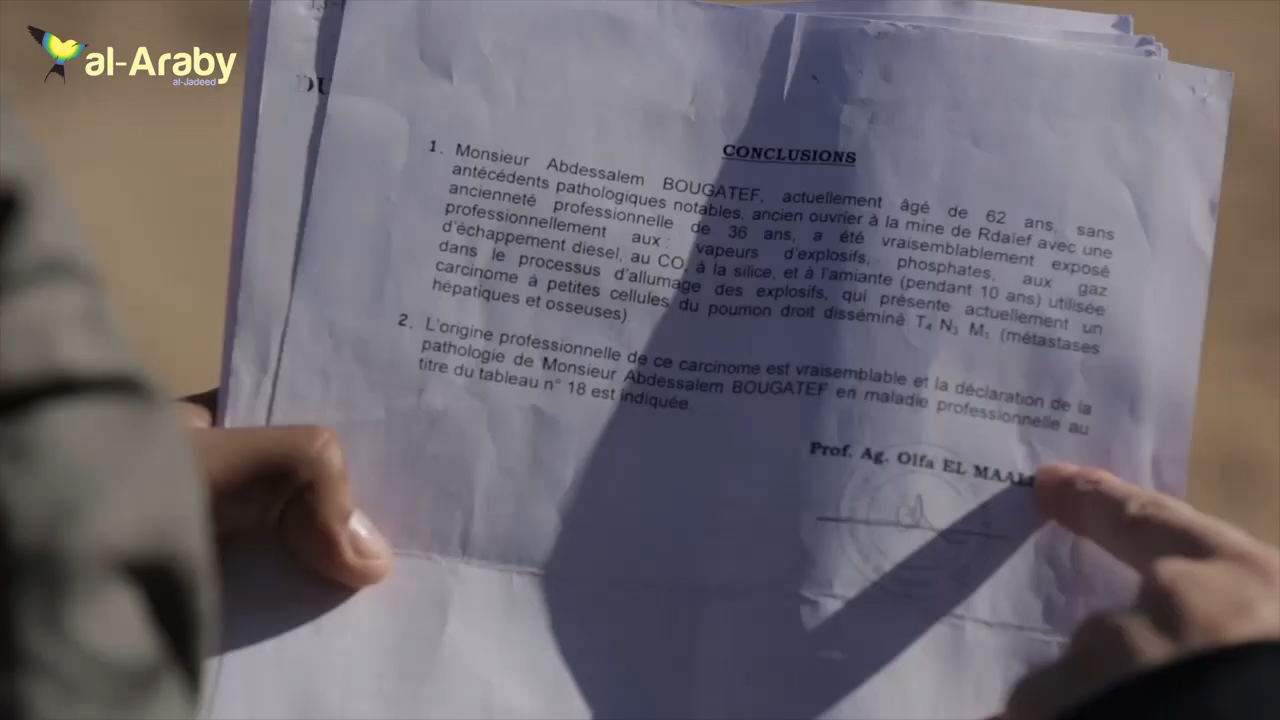 al-Araby
al-Jadeed
DU
CONCLUSIONS
1. Monsieur Abdessalem BOUGATEF, actuellement âgé de 62 ans, sans
antécédents pathologiques notables, ancien ouvrier à la mine de Rdaïef avec une
ancienneté professionnelle de 36 ans, a été vraisemblablement exposé
professionnellement aux : vapeurs d'explosifs, phosphates, aux gaz
d'échappement diesel, au CO, à la silice, et à l'amiante (pendant 10 ans) utilisée
dans le processus d'allumage des explosifs, qui présente actuellement un
carcinome à petites cellules du poumon droit disséminé T₄ N₃ M₁ (métastases
hépatiques et osseuses).
2. L'origine professionnelle de ce carcinome est vraisemblable et la déclaration de la
pathologie de Monsieur Abdessalem BOUGATEF en maladie professionnelle au
titre du tableau n° 18 est indiquée.
Prof. Ag. Olfa EL MAAL